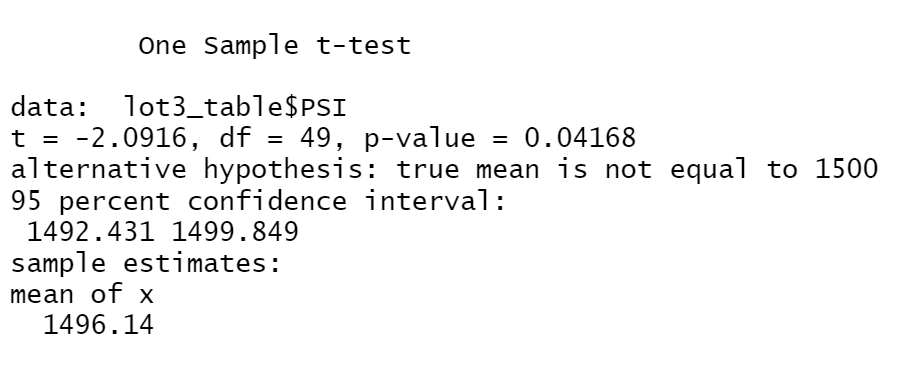 One Sample t-test
data: lot3_table$PSI
t = -2.0916, df = 49, p-value = 0.04168
alternative hypothesis: true mean is not equal to 1500
95 percent confidence interval:
1492.431 1499.849
sample estimates:
mean of x
1496.14